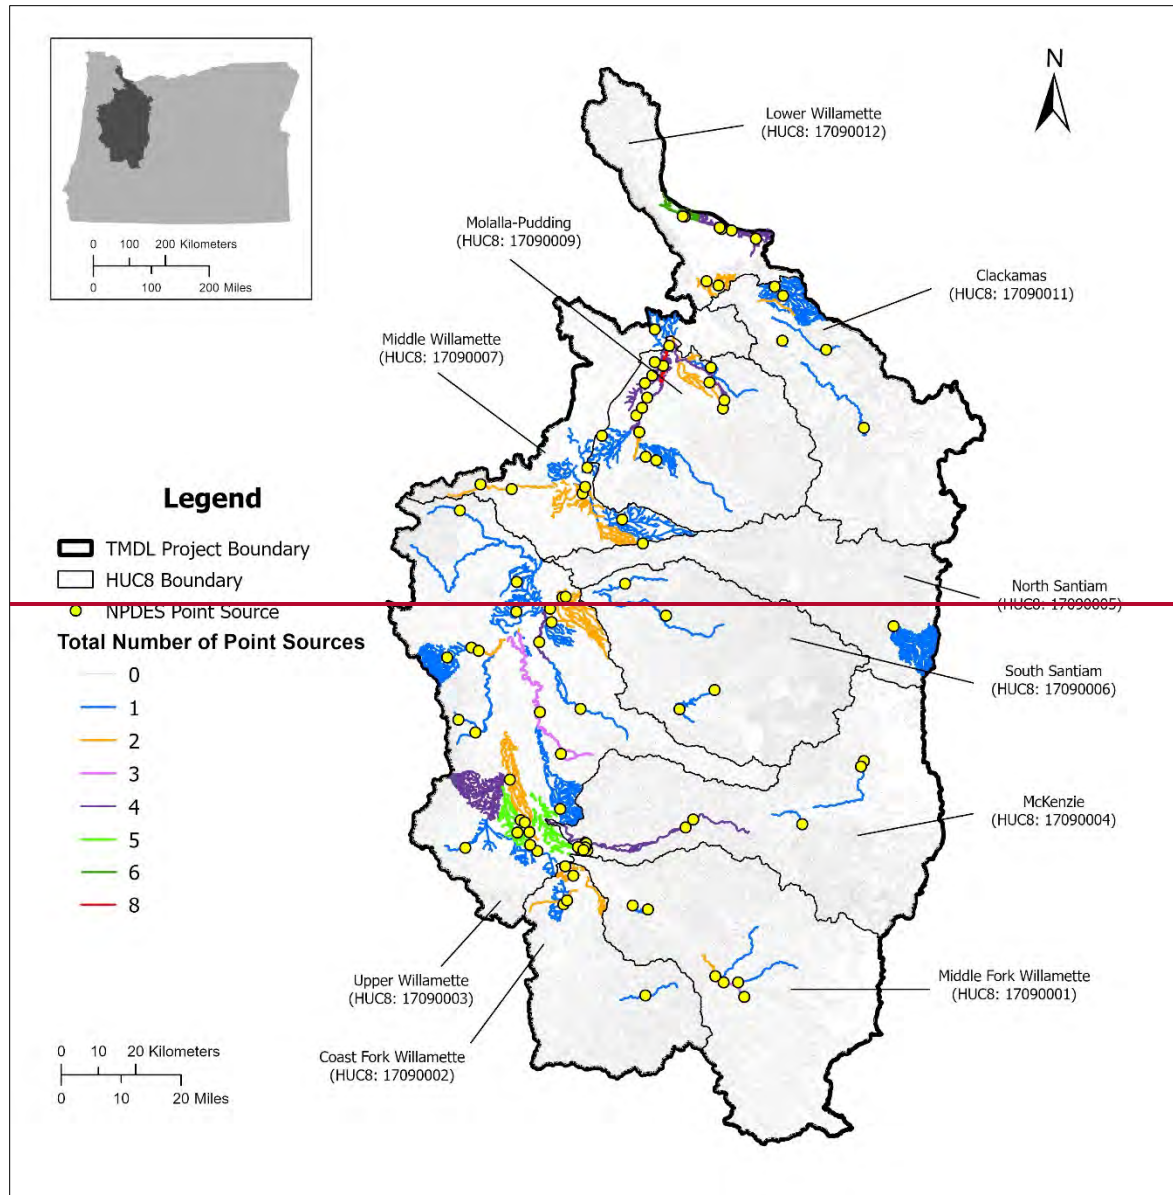 N
Lower Willamette
(HUC8: 17090012)
Molalla-Pudding
(HUC8: 17090009)
0 100 200 Kilometers
0 100 200 Miles
Clackamas
(HUC8: 17090011)
Middle Willamette
(HUC8: 17090007)
Legend
TMDL Project Boundary
HUC8 Boundary
NPDES Point Source
Total Number of Point Sources
0
1
2
3
4
5
6
8
North Santiam
(HUC8: 17090005)
South Santiam
(HUC8: 17090006)
McKenzie
(HUC8: 17090004)
Upper Willamette
(HUC8: 17090003)
Middle Fork Willamette
(HUC8: 17090001)
Coast Fork Willamette
(HUC8: 17090002)
0 10 20 Kilometers
0 10 20 Miles